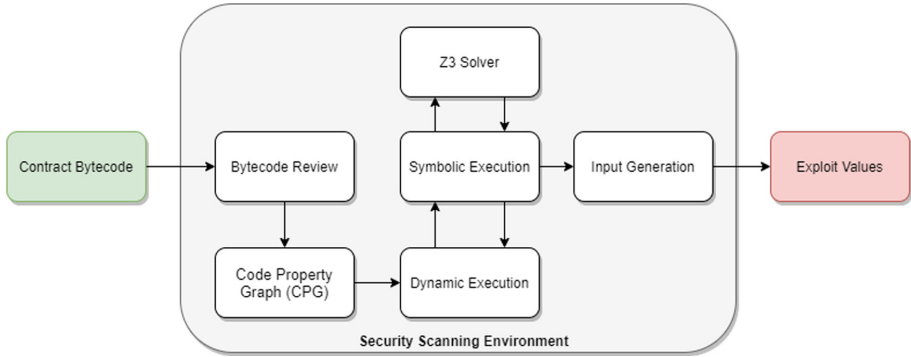 Z3 Solver
Contract Bytecode
Bytecode Review
Symbolic Execution
Input Generation
Exploit Values
Code Property
Graph (CPG)
Dynamic Execution
Security Scanning Environment